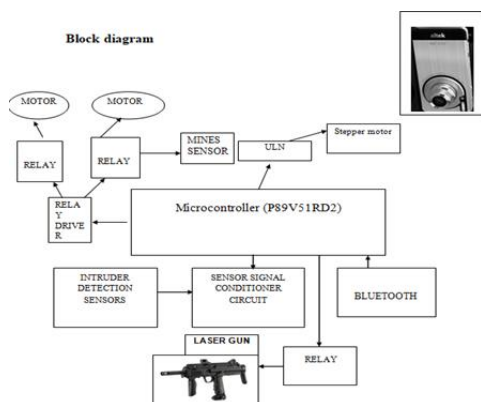 Block diagram
MOTOR
MOTOR
RELAY
RELAY
MINES
SENSOR
ULN
Stepper motor
RELA
Y
DRIVE
R
Microcontroller (P89V51RD2)
INTRUDER
DETECTION
SENSORS
SENSOR SIGNAL
CONDITIONER
CIRCUIT
BLUETOOTH
LASER GUN
RELAY